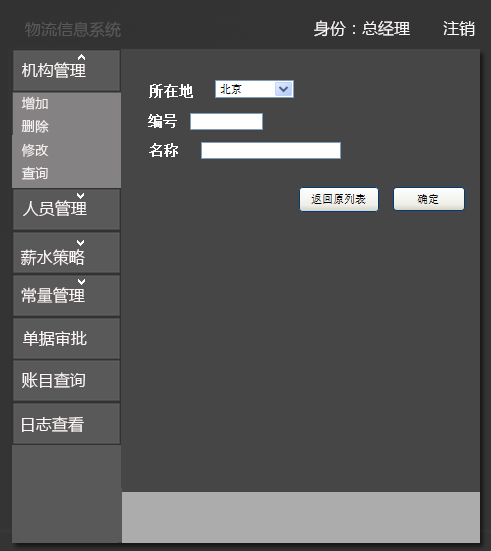 物流信息系统
身份：总经理 注销
机构管理
增加
删除
修改
查询
人员管理
薪水策略
常量管理
单据审批
账目查询
日志查看
所在地 北京
编号
名称
返回原列表 确定